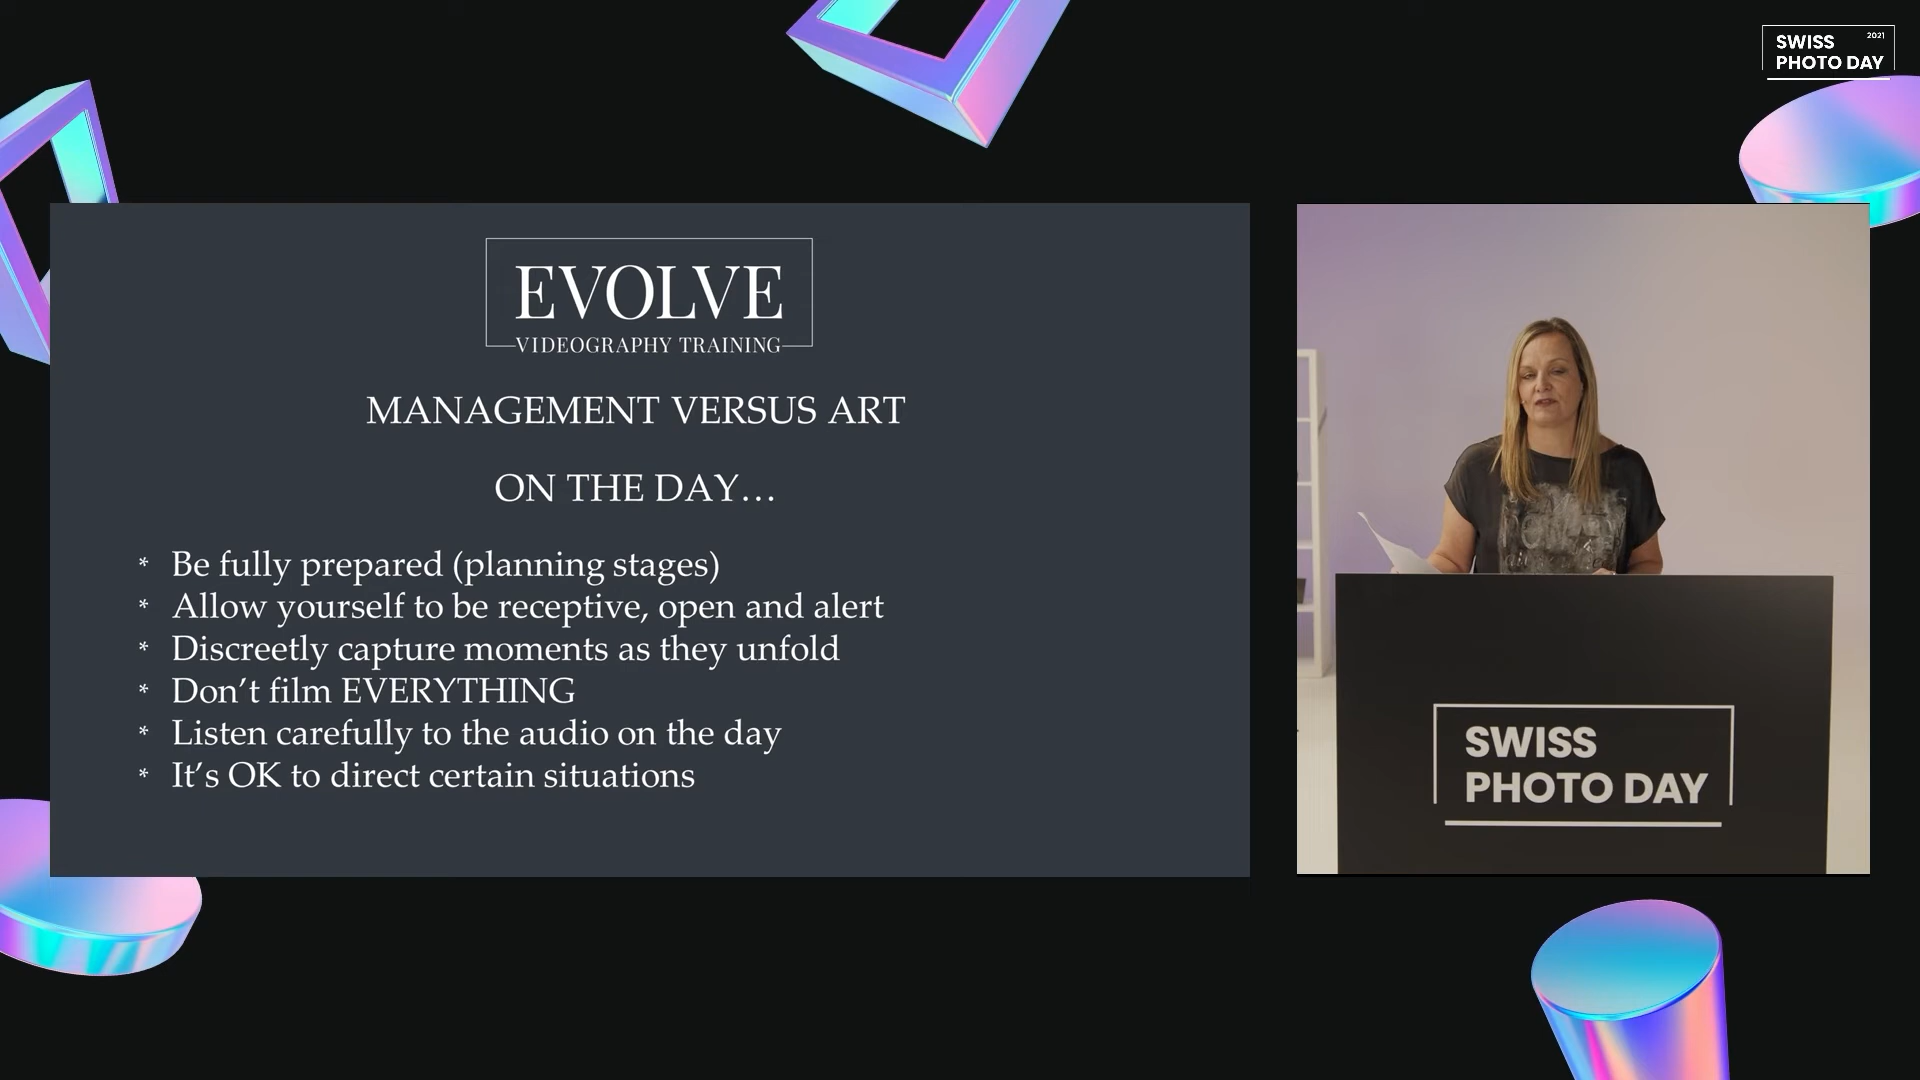 SWISS 2021
PHOTO DAY
EVOLVE
VIDEOGRAPHY TRAINING
MANAGEMENT VERSUS ART
ON THE DAY…
* Be fully prepared (planning stages)
* Allow yourself to be receptive, open and alert
* Discreetly capture moments as they unfold
* Don’t film EVERYTHING
* Listen carefully to the audio on the day
* It’s OK to direct certain situations
SWISS
PHOTO DAY